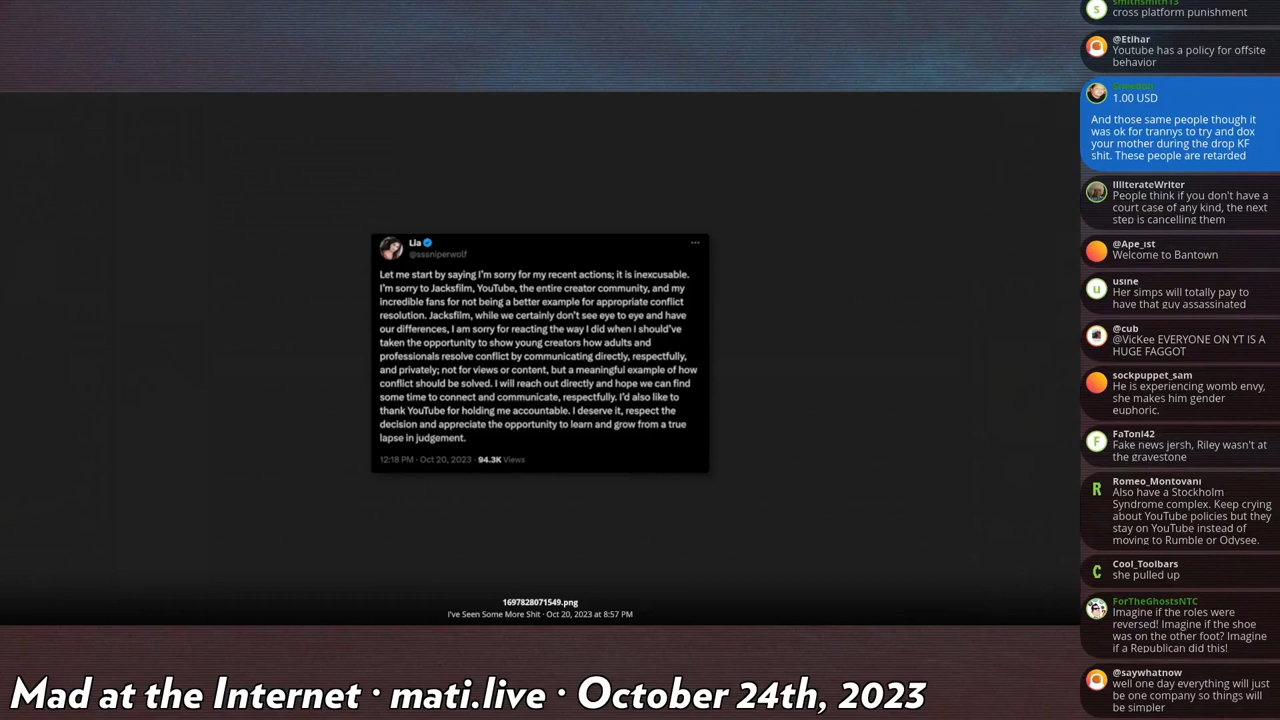 Lia
@sssniperwolf
Let me start by saying I'm sorry for my recent actions; it is inexcusable.
I'm sorry to Jacksfilm, YouTube, the entire creator community, and my
incredible fans for not being a better example for appropriate conflict
resolution. Jacksfilm, while we certainly don't see eye to eye and have
our differences, I am sorry for reacting the way I did when I should've
taken the opportunity to show young creators how adults and
professionals resolve conflict by communicating directly, respectfully,
and privately; not for views or content, but a meaningful example of how
conflict should be solved. I will reach out directly and hope we can find
some time to connect and communicate, respectfully. I'd also like to
thank YouTube for holding me accountable. I deserve it, respect the
decision and appreciate the opportunity to learn and grow from a true
lapse in judgement.
12:18 PM · Oct 20, 2023 · 94.3K Views
1697828071549.png
I've Seen Some More Shit · Oct 20, 2023 at 8:57 PM
smithsmith13
cross platform punishment
@Etihar
Youtube has a policy for offsite
behavior
1.00 USD
And those same people though it
was ok for trannys to try and dox
your mother during the drop KF
shit. These people are retarded
IlliterateWriter
People think if you don't have a
court case of any kind, the next
step is cancelling them
@Ape_ist
Welcome to Bantown
usine
Her simps will totally pay to
have that guy assassinated
@cub
@VicKee EVERYONE ON YT IS A
HUGE FAGGOT
sockpuppet_sam
He is experiencing womb envy,
she makes him gender
euphoric.
FaToni42
Fake news jersh, Riley wasn't at
the gravestone
Romeo_Montovani
Also have a Stockholm
Syndrome complex. Keep crying
about YouTube policies but they
stay on YouTube instead of
moving to Rumble or Odysee.
Cool_Toolbars
she pulled up
ForTheGhostsNTC
Imagine if the roles were
reversed! Imagine if the shoe
was on the other foot? Imagine
if a Republican did this!
@saywhatnow
well one day everything will just
be one company so things will
be simpler
Mad at the Internet · mati.live · October 24th, 2023